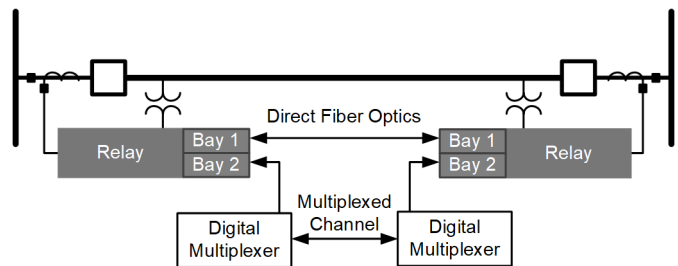 Direct Fiber Optics
Relay
Bay 1
Bay 2
Bay 1
Bay 2
Relay
Multiplexed
Channel
Digital
Multiplexer
Digital
Multiplexer